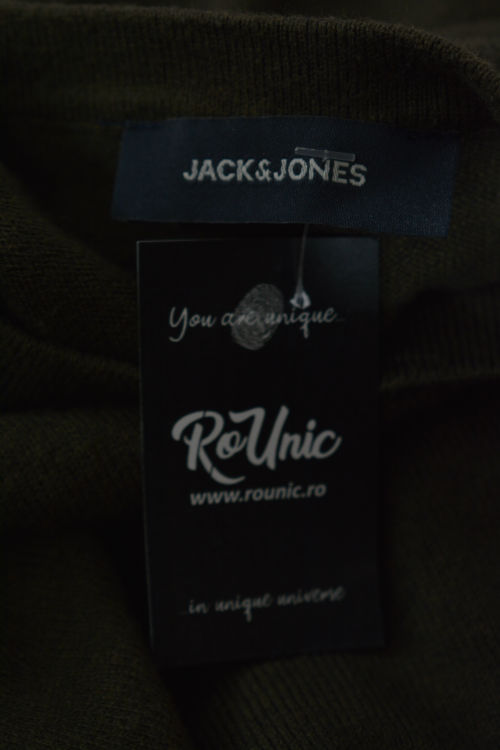 JACK&JONES
You are unique...
RoUnic
www.rounic.ro
...in unique universe